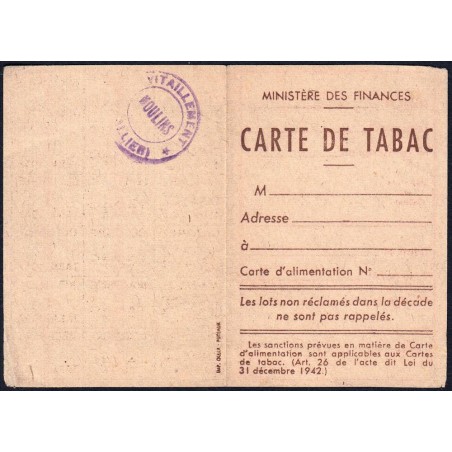 VITAILLEMENT
MOULINS
(ALLIER)
MINISTÈRE DES FINANCES
CARTE DE TABAC
M
Adresse
à
Carte d'alimentation N°
Les lots non réclamés dans la décade
ne sont pas rappelés.
Les sanctions prévues en matière de Carte
d'alimentation sont applicables aux Cartes
de tabac. (Art. 26 de l'acte dit Loi du
31 décembre 1942.)